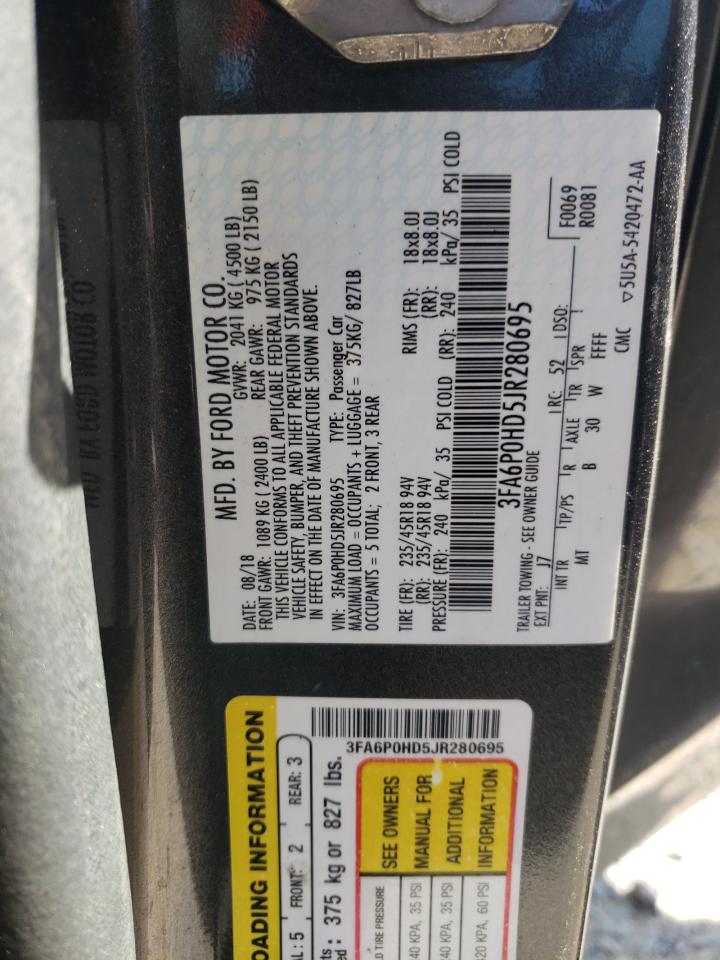 MFD. BY FORD MOTOR CO.
DATE: 08/18 GVWR: 2041 KG ( 4500 LB)
FRONT GAWR: 1089 KG ( 2400 LB) REAR GAWR: 975 KG ( 2150 LB)
THIS VEHICLE CONFORMS TO ALL APPLICABLE FEDERAL MOTOR
VEHICLE SAFETY, BUMPER, AND THEFT PREVENTION STANDARDS
IN EFFECT ON THE DATE OF MANUFACTURE SHOWN ABOVE.
VIN: 3FA6P0HD5JR280695 TYPE: Passenger Car
MAXIMUM LOAD = OCCUPANTS + LUGGAGE = 375KG/ 827LB
OCCUPANTS = 5 TOTAL; 2 FRONT, 3 REAR
TIRE (FR): 235/45R18 94V RIMS (FR): 18x8.0J
(RR): 235/45R18 94V (RR): 18x8.0J
PRESSURE (FR): 240 kPa/ 35 PSI COLD (RR): 240 kPa/ 35 PSI COLD
3FA6P0HD5JR280695
TRAILER TOWING - SEE OWNER GUIDE
EXT PNT: J7 RC: 52 DSO:
F0069
R0081
INT TR TP/PS R AXLE TR SPR
MT B 30 W FFFF
CMC ▽5U5A-5420472-AA
OADING INFORMATION
AL : 5 FRONT: 2 REAR: 3
ts
ed : 375 kg or 827 lbs.
3FA6P0HD5JR280695
D TIRE PRESSURE
40 KPA, 35 PSI
40 KPA, 35 PSI
20 KPA, 60 PSI
SEE OWNERS
MANUAL FOR
ADDITIONAL
INFORMATION